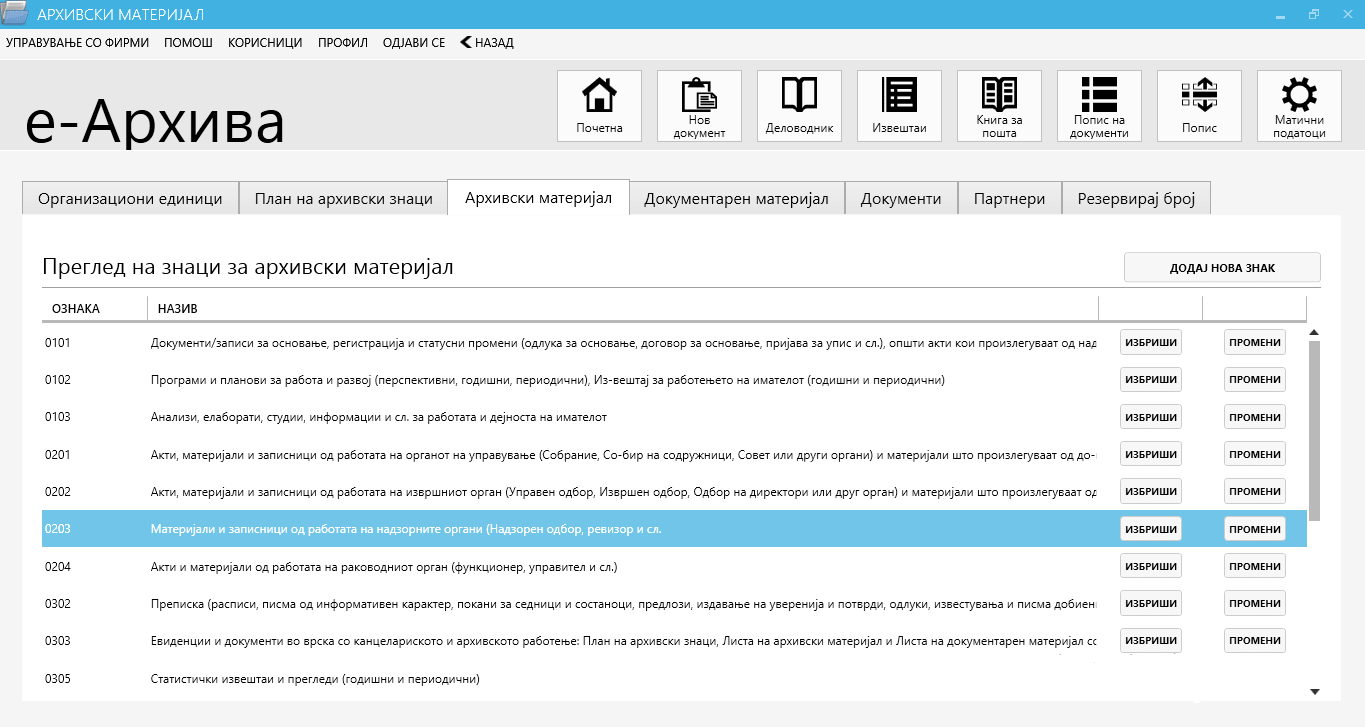 АРХИВСКИ МАТЕРИЈАЛ
УПРАВУВАЊЕ СО ФИРМИ ПОМОШ КОРИСНИЦИ ПРОФИЛ ОДЈАВИ СЕ НАЗАД
е-Архива
Почетна
Нов
документ
Деловодник
Извештаи
Книга за
пошта
Попис на
документи
Попис
Матични
податоци
Организациони единици План на архивски знаци Архивски материјал Документарен материјал Документи Партнери Резервирај број
Преглед на знаци за архивски материјал ДОДАЈ НОВА ЗНАК
ОЗНАКА НАЗИВ
0101 Документи/записи за основање, регистрација и статусни промени (одлука за основање, договор за основање, пријава за упис и сл.), општи акти кои произлегуваат од над ИЗБРИШИ ПРОМЕНИ
0102 Програми и планови за работа и развој (перспективни, годишни, периодични), Из-вештај за работењето на имателот (годишни и периодични) ИЗБРИШИ ПРОМЕНИ
0103 Анализи, елаборати, студии, информации и сл. за работата и дејноста на имателот ИЗБРИШИ ПРОМЕНИ
0201 Акти, материјали и записници од работата на органот на управување (Собрание, Со-бир на содружници, Совет или други органи) и материјали што произлегуваат од до- ИЗБРИШИ ПРОМЕНИ
0202 Акти, материјали и записници од работата на извршниот орган (Управен одбор, Извршен одбор, Одбор на директори или друг орган) и материјали што произлегуваат од ИЗБРИШИ ПРОМЕНИ
0203 Материјали и записници од работата на надзорните органи (Надзорен одбор, ревизор и сл. ИЗБРИШИ ПРОМЕНИ
0204 Акти и материјали од работата на раководниот орган (функционер, управител и сл.) ИЗБРИШИ ПРОМЕНИ
0302 Преписка (расписи, писма од информативен карактер, покани за седници и состаноци, предлози, издавање на уверенија и потврди, одлуки, известувања и писма добиени ИЗБРИШИ ПРОМЕНИ
0303 Евиденции и документи во врска со канцелариското и архивското работење: План на архивски знаци, Листа на архивски материјал и Листа на документарен материјал со ИЗБРИШИ ПРОМЕНИ
0305 Статистички извештаи и прегледи (годишни и периодични)